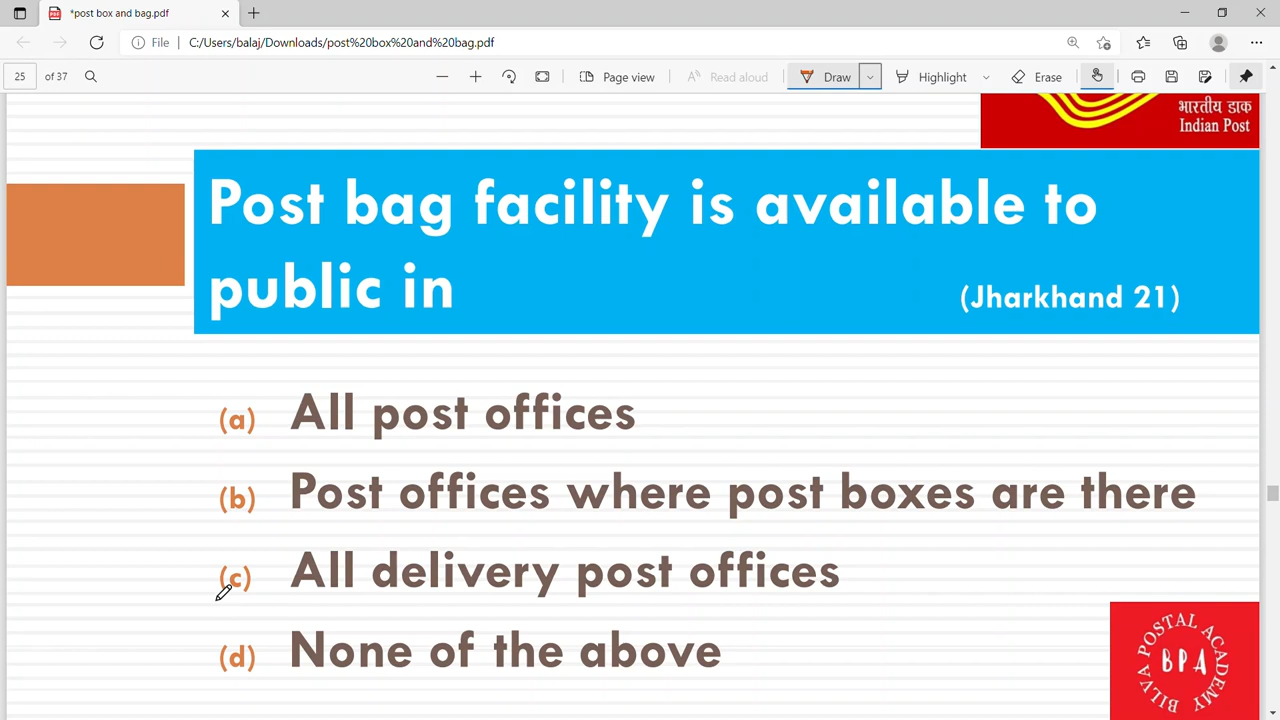 *post box and bag.pdf
File
C:/Users/balaj/Downloads/post%20box%20and%20bag.pdf
25 of 37
Page view
Read aloud
Draw
Highlight
Erase
भारतीय डाक
Indian Post
Post bag facility is available to
public in
(Jharkhand 21)
(a) All post offices
(b) Post offices where post boxes are there
(c) All delivery post offices
(d) None of the above
BILVA POSTAL ACADEMY
BPA